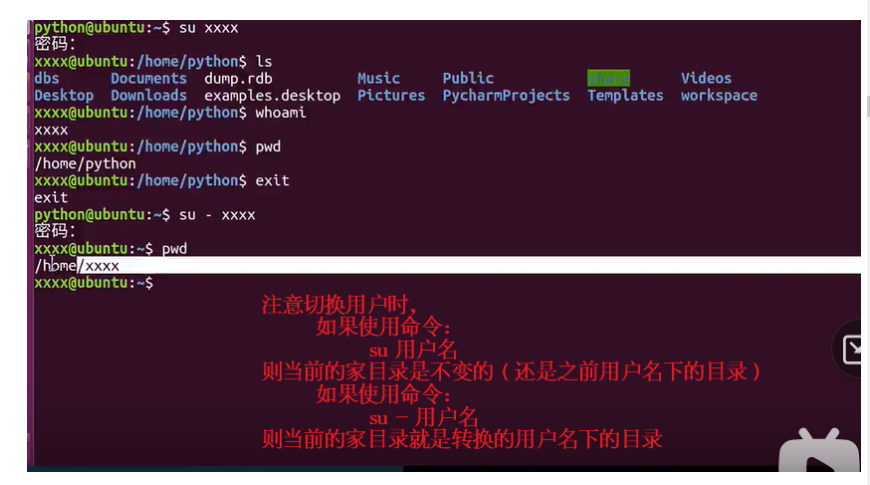 python@ubuntu:~$ su xxxx
密码:
xxxx@ubuntu:/home/python$ ls
dbs Documents dump.rdb Music Public Videos
Desktop Downloads examples.desktop Pictures PycharmProjects Templates workspace
xxxx@ubuntu:/home/python$ whoami
xxxx
xxxx@ubuntu:/home/python$ pwd
/home/python
xxxx@ubuntu:/home/python$ exit
exit
python@ubuntu:~$ su - xxxx
密码:
xxxx@ubuntu:~$ pwd
/home/xxxx
xxxx@ubuntu:~$
注意切换用户时,
如果使用命令:
su 用户名
则当前的家目录是不变的(还是之前用户名下的目录)
如果使用命令:
su - 用户名
则当前的家目录就是转换的用户名下的目录